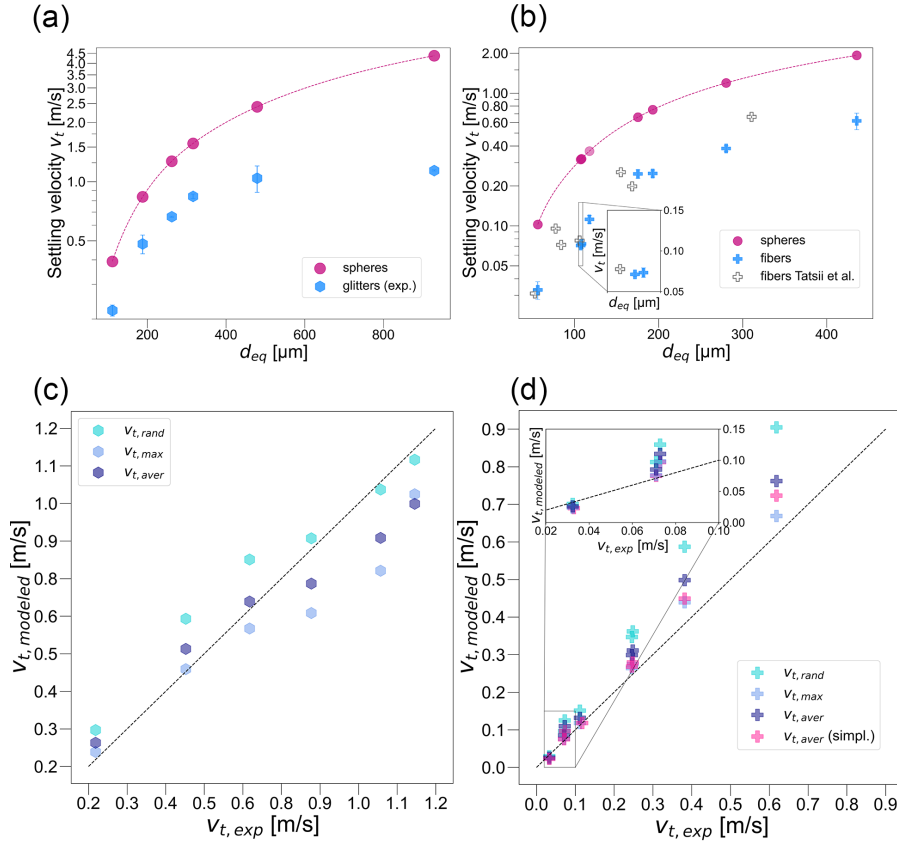 (a)
4.5
4.0
3.5
3.0
2.5
2.0
1.5
1.0
0.5
Settling velocity v_t [m/s]
200
400
600
800
d_eq [μm]
spheres
glitters (exp.)
(b)
2.00
1.00
0.80
0.60
0.40
0.20
0.10
0.05
Settling velocity v_t [m/s]
100
200
300
400
d_eq [μm]
0.15
0.10
0.05
v_t [m/s]
d_eq [μm]
spheres
fibers
fibers Tatsii et al.
(c)
1.2
1.1
1.0
0.9
0.8
0.7
0.6
0.5
0.4
0.3
0.2
v_t,modeled [m/s]
0.2
0.3
0.4
0.5
0.6
0.7
0.8
0.9
1.0
1.1
1.2
v_t,exp [m/s]
v_t,rand
v_t,max
v_t,aver
(d)
0.9
0.8
0.7
0.6
0.5
0.4
0.3
0.2
0.1
0.0
v_t,modeled [m/s]
0.0
0.1
0.2
0.3
0.4
0.5
0.6
0.7
0.8
0.9
v_t,exp [m/s]
v_t,modeled [m/s]
0.15
0.10
0.05
0.00
0.02
0.04
0.06
0.08
0.10
v_t,exp [m/s]
v_t,rand
v_t,max
v_t,aver
v_t,aver (simpl.)